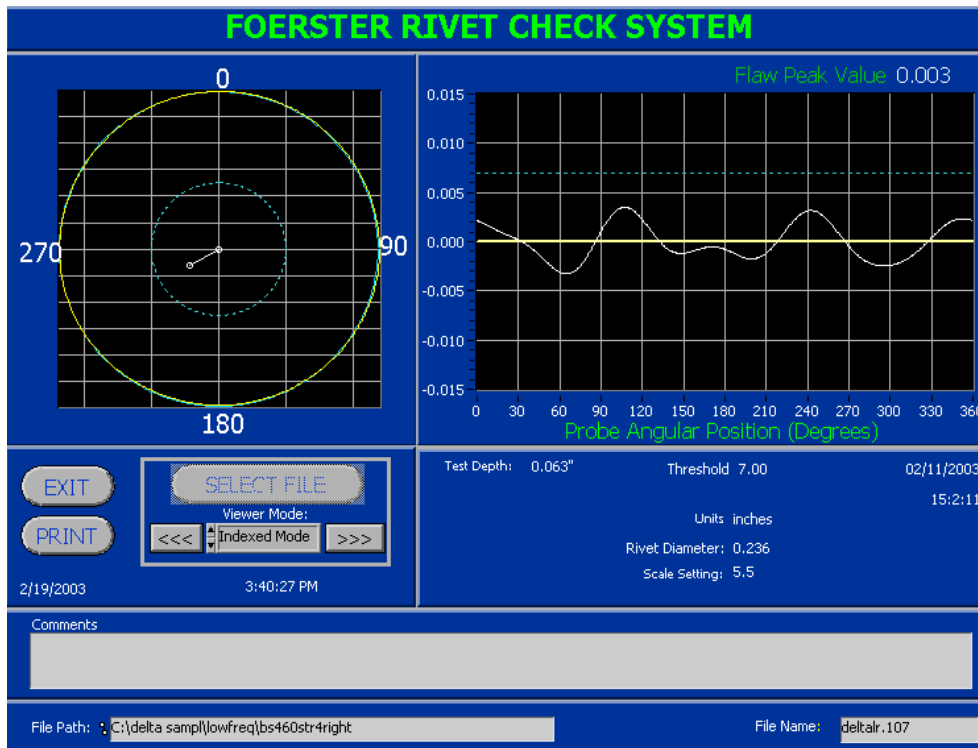 FOERSTER RIVET CHECK SYSTEM
0
270
90
180
Flaw Peak Value 0.003
0.015
0.010
0.005
0.000
-0.005
-0.010
-0.015
0 30 60 90 120 150 180 210 240 270 300 330 360
Probe Angular Position (Degrees)
EXIT
PRINT
SELECT FILE
Viewer Mode:
<<< Indexed Mode >>>
2/19/2003 3:40:27 PM
Test Depth: 0.063" Threshold 7.00 02/11/2003
15:2:11
Units inches
Rivet Diameter: 0.236
Scale Setting: 5.5
Comments
File Path: C:\delta sampl\lowfreq\bs460str4right
File Name: deltalr.107